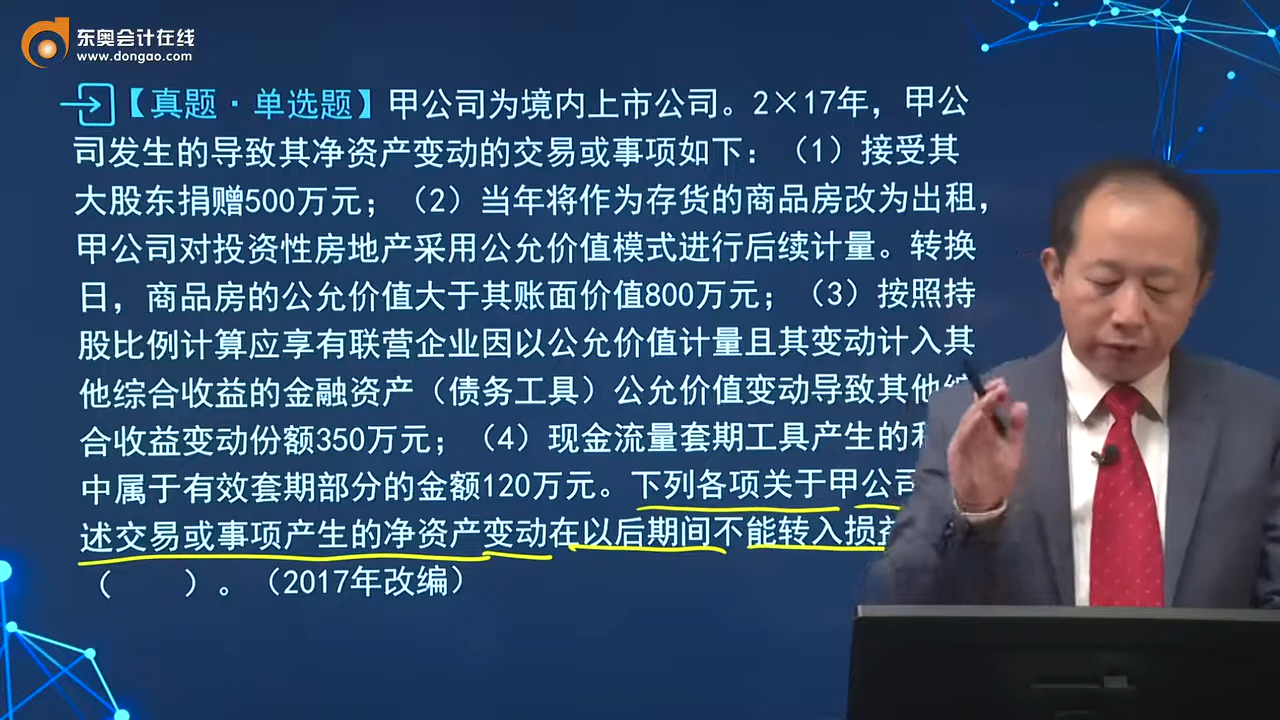 东奥会计在线
www.dongao.com
【真题·单选题】甲公司为境内上市公司。2×17年，甲公
司发生的导致其净资产变动的交易或事项如下：（1）接受其
大股东捐赠500万元；（2）当年将作为存货的商品房改为出租，
甲公司对投资性房地产采用公允价值模式进行后续计量。转换
日，商品房的公允价值大于其账面价值800万元；（3）按照持
股比例计算应享有联营企业因以公允价值计量且其变动计入其
他综合收益的金融资产（债务工具）公允价值变动导致其他
合收益变动份额350万元；（4）现金流量套期工具产生的
中属于有效套期部分的金额120万元。下列各项关于甲公司
述交易或事项产生的净资产变动在以后期间不能转入损益
（　　）。（2017年改编）